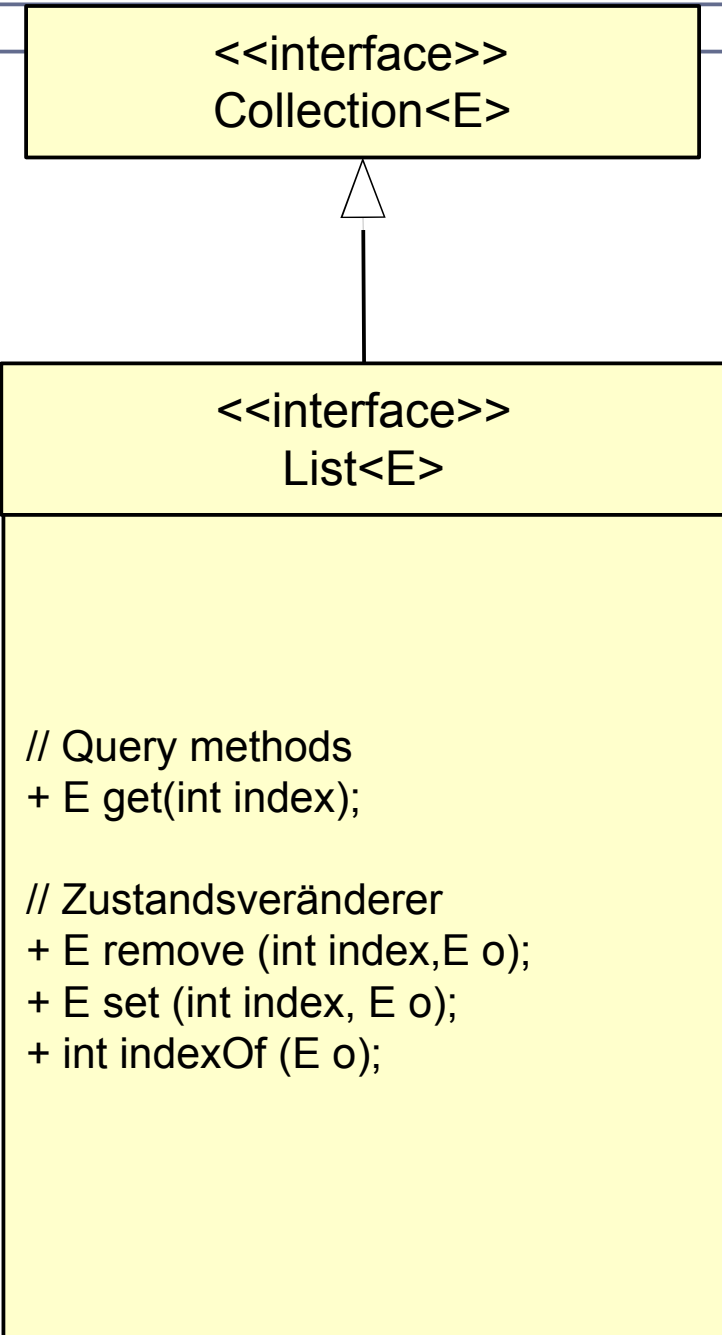 <<interface>>
Collection<E>
<<interface>>
List<E>
// Query methods
+ E get(int index);
// Zustandsveränderer
+ E remove (int index,E o);
+ E set (int index, E o);
+ int indexOf (E o);